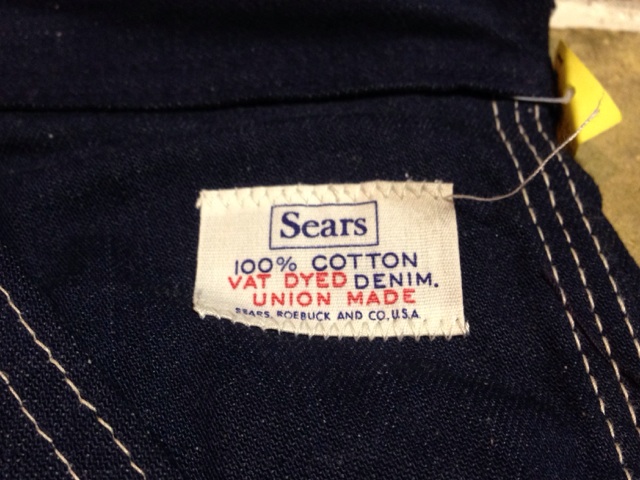 Sears
100% COTTON
VAT DYED DENIM.
UNION MADE
SEARS, ROEBUCK AND CO. U.S.A.